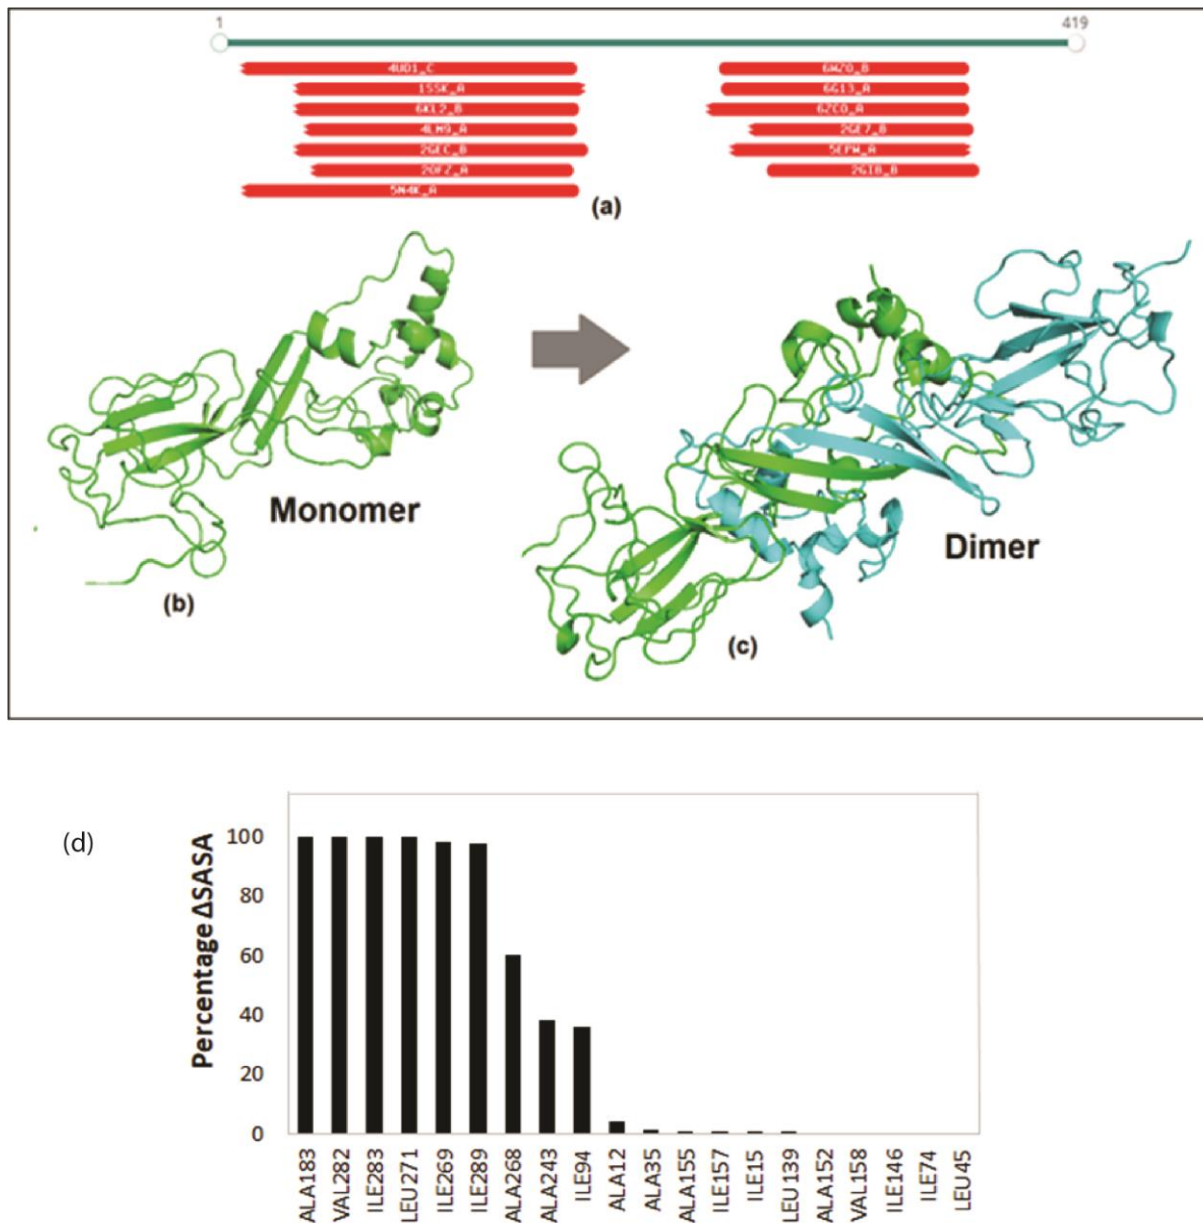 1 419
4UD1_C 6WZO_B
1SSK_A 6G13_A
6KL2_B 6ZCO_A
4LM9_A 2GE7_B
2GEC_B 5EPW_A
2OFZ_A 2GIB_B
5N4K_A
(a)
Monomer
Dimer
(b)
(c)
(d)
Percentage ΔSASA
100
80
60
40
20
0
ALA183
VAL282
ILE283
LEU271
ILE269
ILE289
ALA268
ALA243
ILE94
ALA12
ALA35
ALA155
ILE157
ILE15
LEU139
ALA152
VAL158
ILE146
ILE74
LEU45